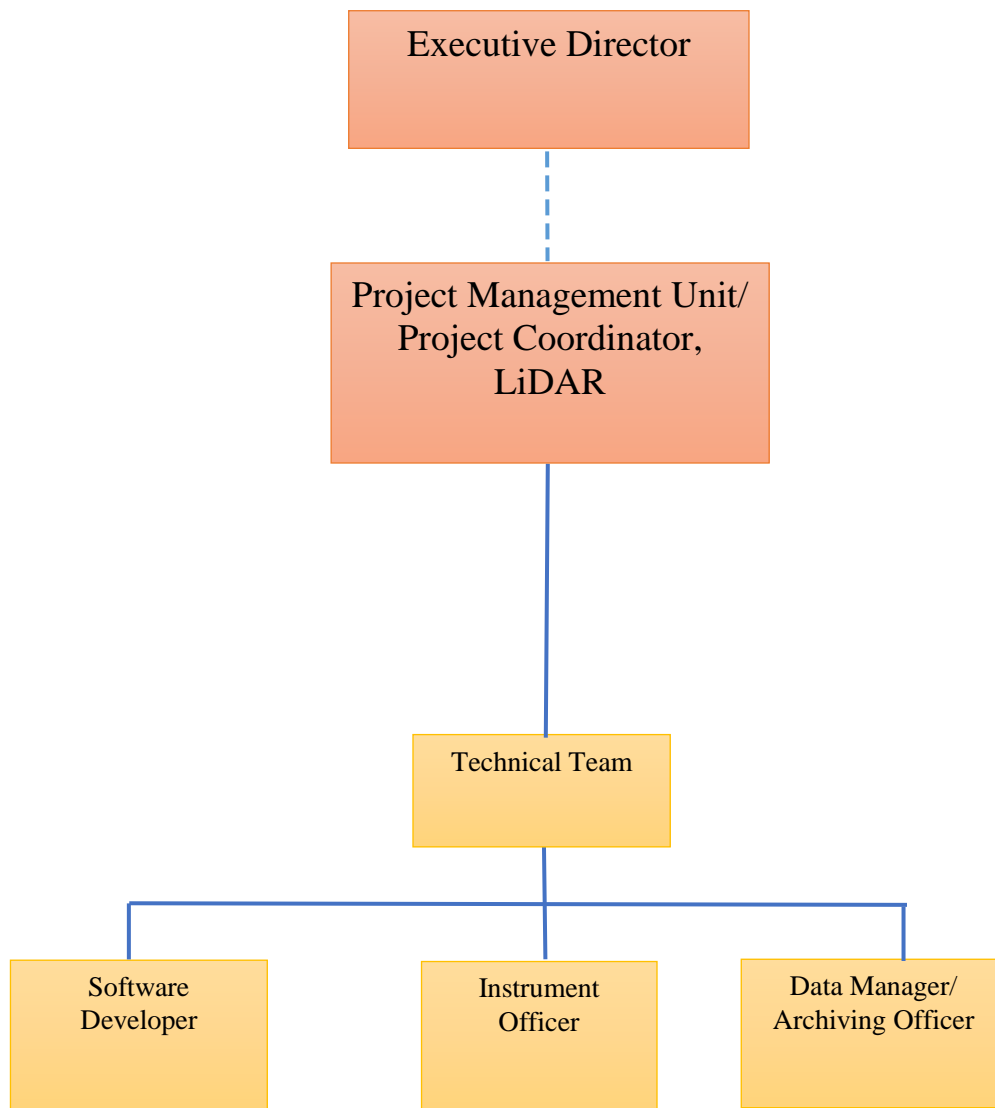 Executive Director
Project Management Unit/
Project Coordinator,
LiDAR
Technical Team
Software
Developer
Instrument
Officer
Data Manager/
Archiving Officer